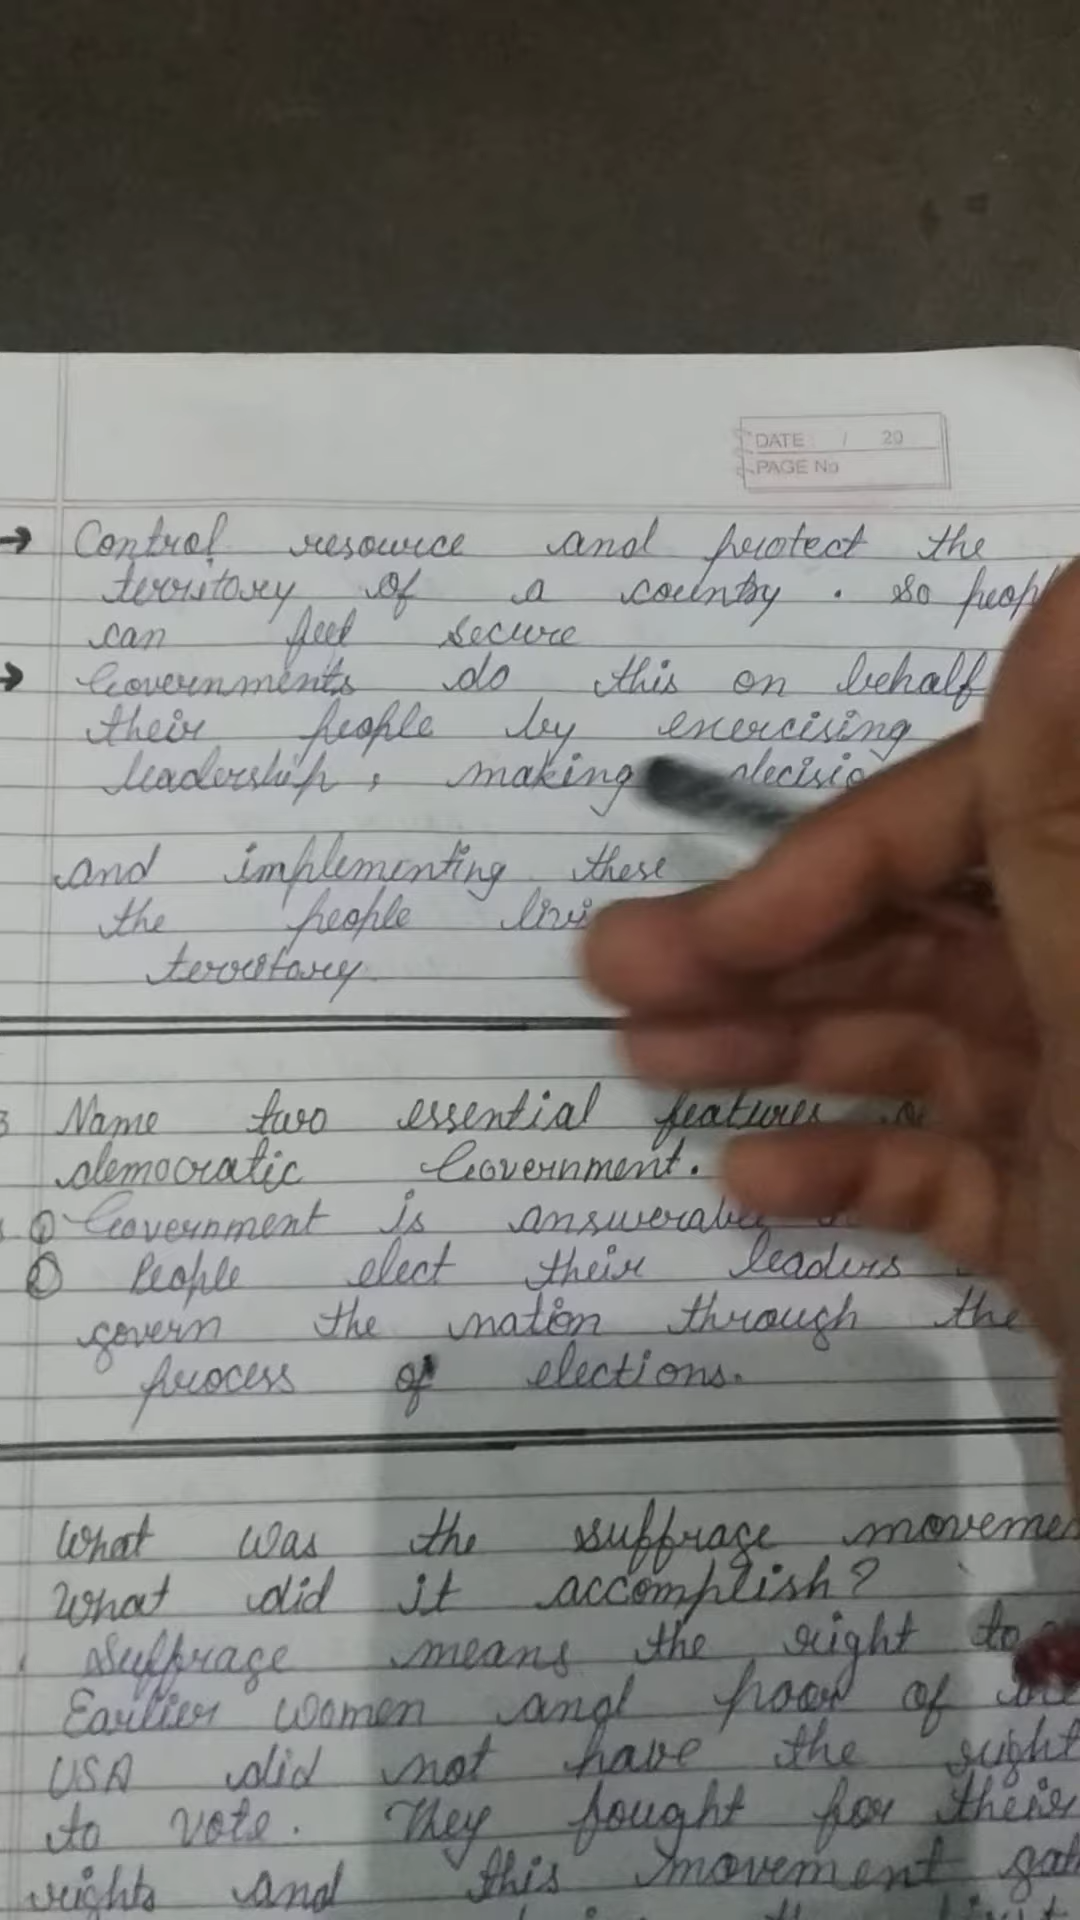 DATE / 20
PAGE No
→ Control resource and protect the
territory of a country. so
can feel secure
→ Governments do this on behalf
their people by exercising
leadership, making
and implementing these
the people
territory.
3 Name two essential features
democratic Government.
① Government is
② People elect their leaders
govern the nation through the
process of elections.
What was the suffrage
What did it accomplish?
Suffrage means the right to
Earlier women and poor of
USA did not have the right
to vote. They fought for their
rights and this movement